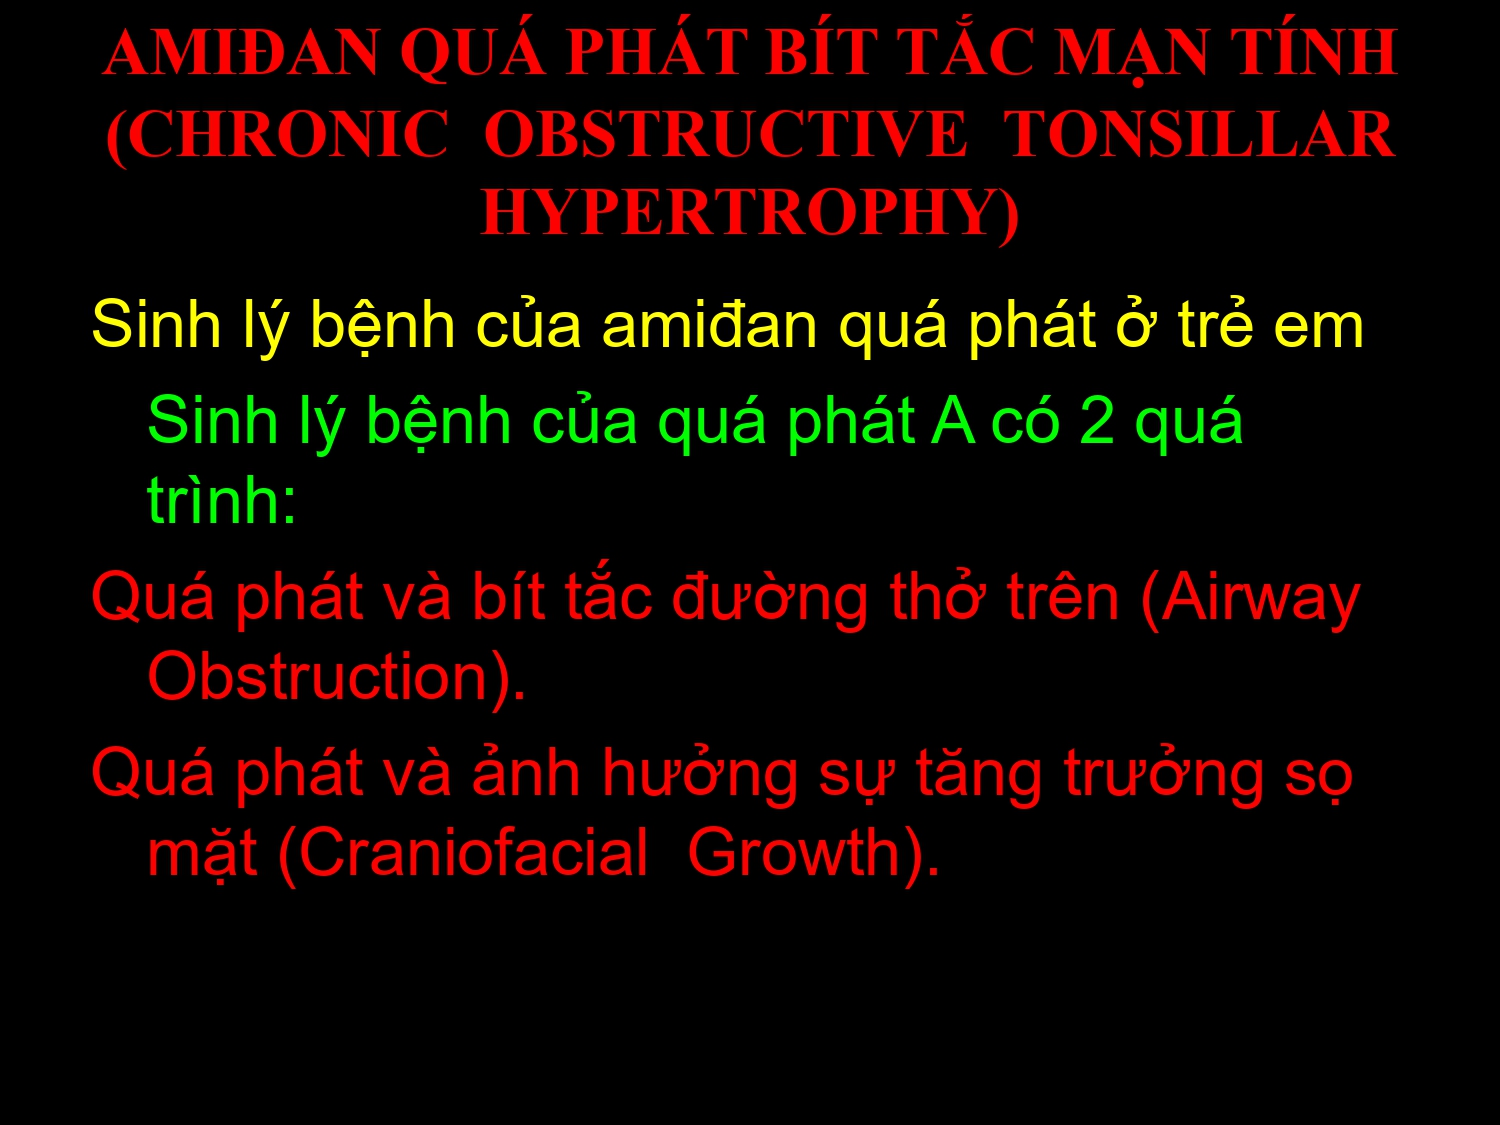 AMIĐAN QUÁ PHÁT BÍT TẮC MẠN TÍNH
(CHRONIC OBSTRUCTIVE TONSILLAR
HYPERTROPHY)
Sinh lý bệnh của amiđan quá phát ở trẻ em
Sinh lý bệnh của quá phát A có 2 quá
trình:
Quá phát và bít tắc đường thở trên (Airway
Obstruction).
Quá phát và ảnh hưởng sự tăng trưởng sọ
mặt (Craniofacial Growth).